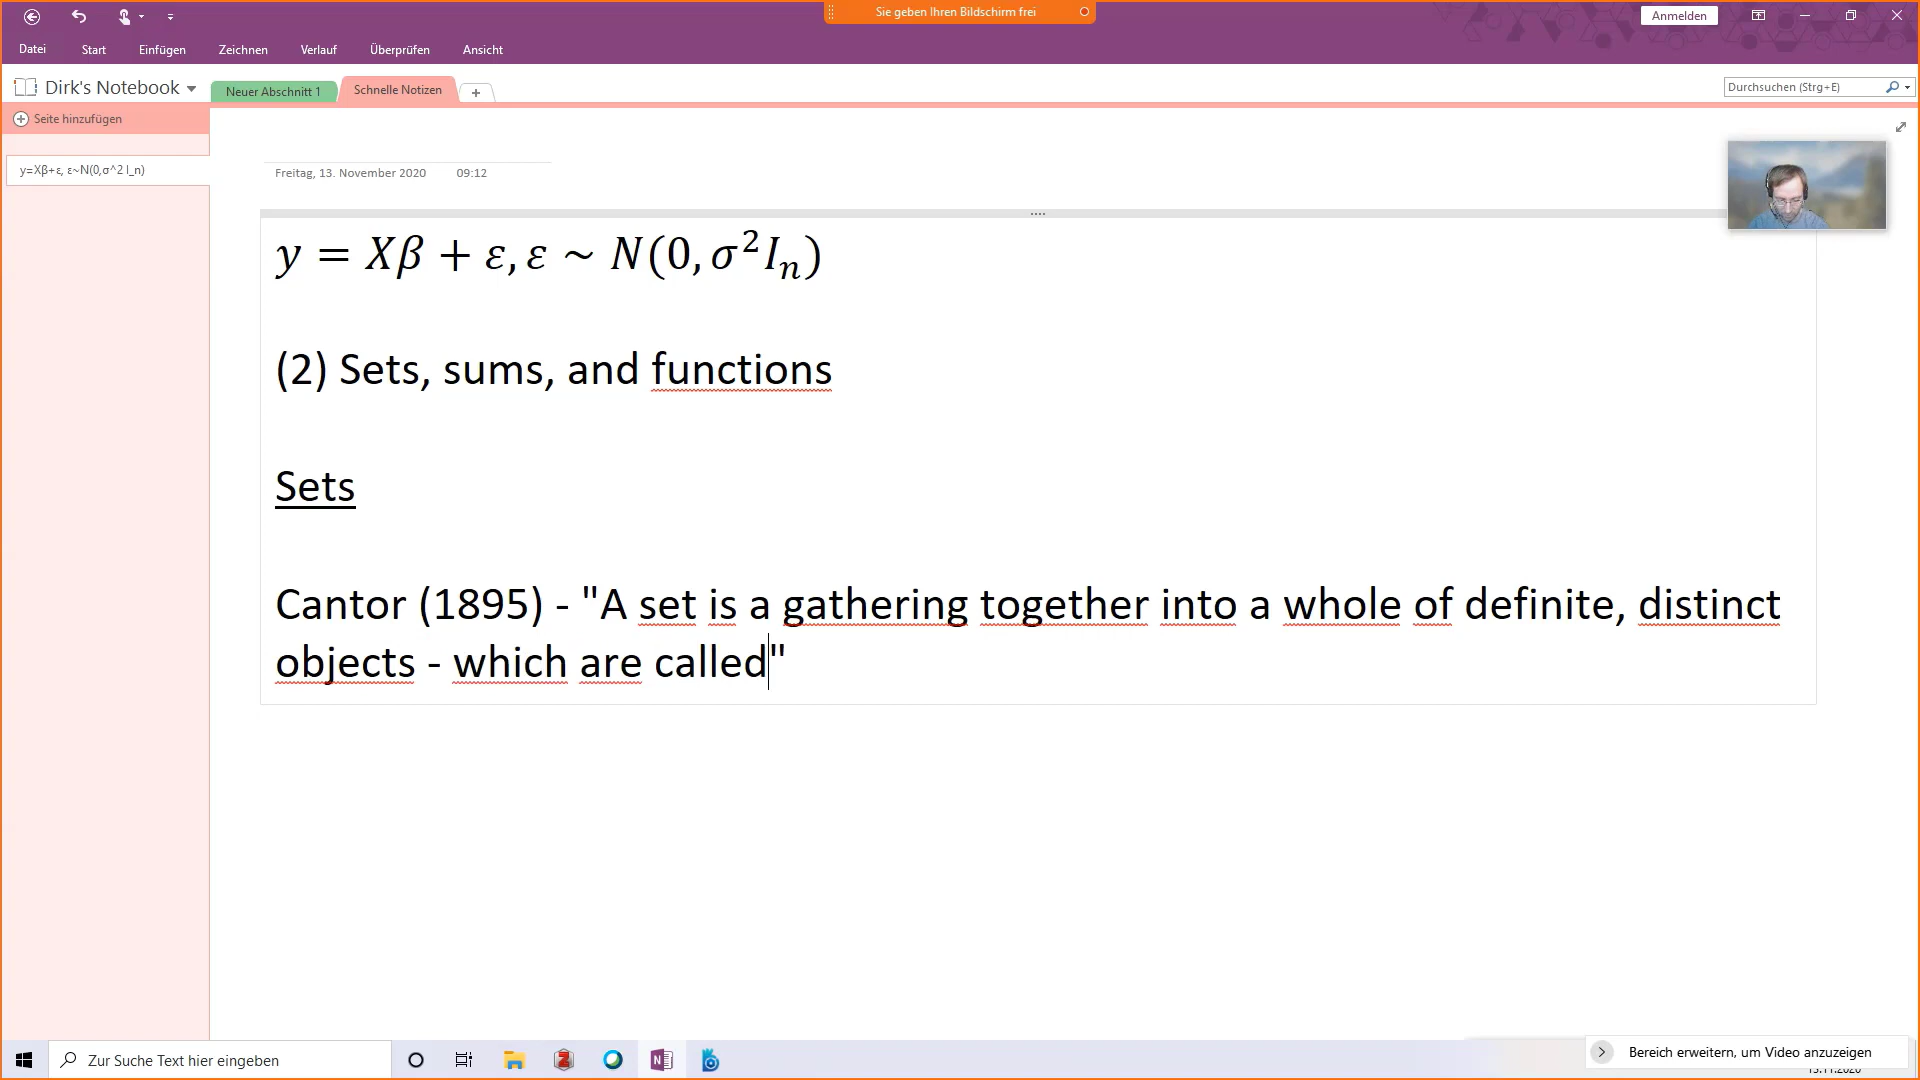 Sie geben Ihren Bildschirm frei
Anmelden
Datei Start Einfügen Zeichnen Verlauf Überprüfen Ansicht
Dirk's Notebook
Neuer Abschnitt 1
Schnelle Notizen
Durchsuchen (Strg+E)
Seite hinzufügen
y=Xβ+ε, ε~N(0,σ^2 I_n)
Freitag, 13. November 2020 09:12
y = Xβ + ε, ε ~ N(0, σ²Iₙ)
(2) Sets, sums, and functions
Sets
Cantor (1895) - "A set is a gathering together into a whole of definite, distinct
objects - which are called"
Zur Suche Text hier eingeben
Bereich erweitern, um Video anzuzeigen